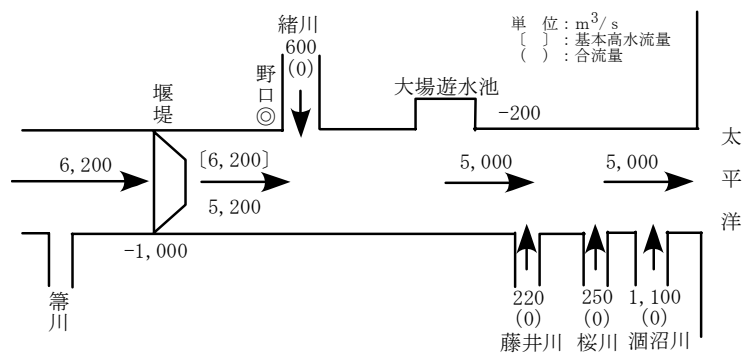 単 位：m³/s
〔 〕：基本高水流量
( )：合流量
緒川
600
(0)
野口
◎
堰堤
大場遊水池
-200
6,200
〔6,200〕
5,200
5,000
5,000
太平洋
-1,000
箒川
220
(0)
藤井川
250
(0)
桜川
1,100
(0)
涸沼川